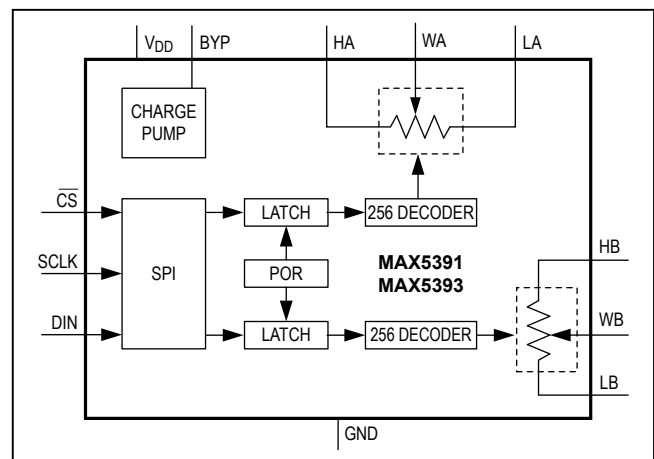 VDD BYP HA WA LA
CHARGE
PUMP
CS LATCH 256 DECODER
SCLK SPI POR MAX5391
MAX5393 HB
DIN LATCH 256 DECODER WB
LB
GND